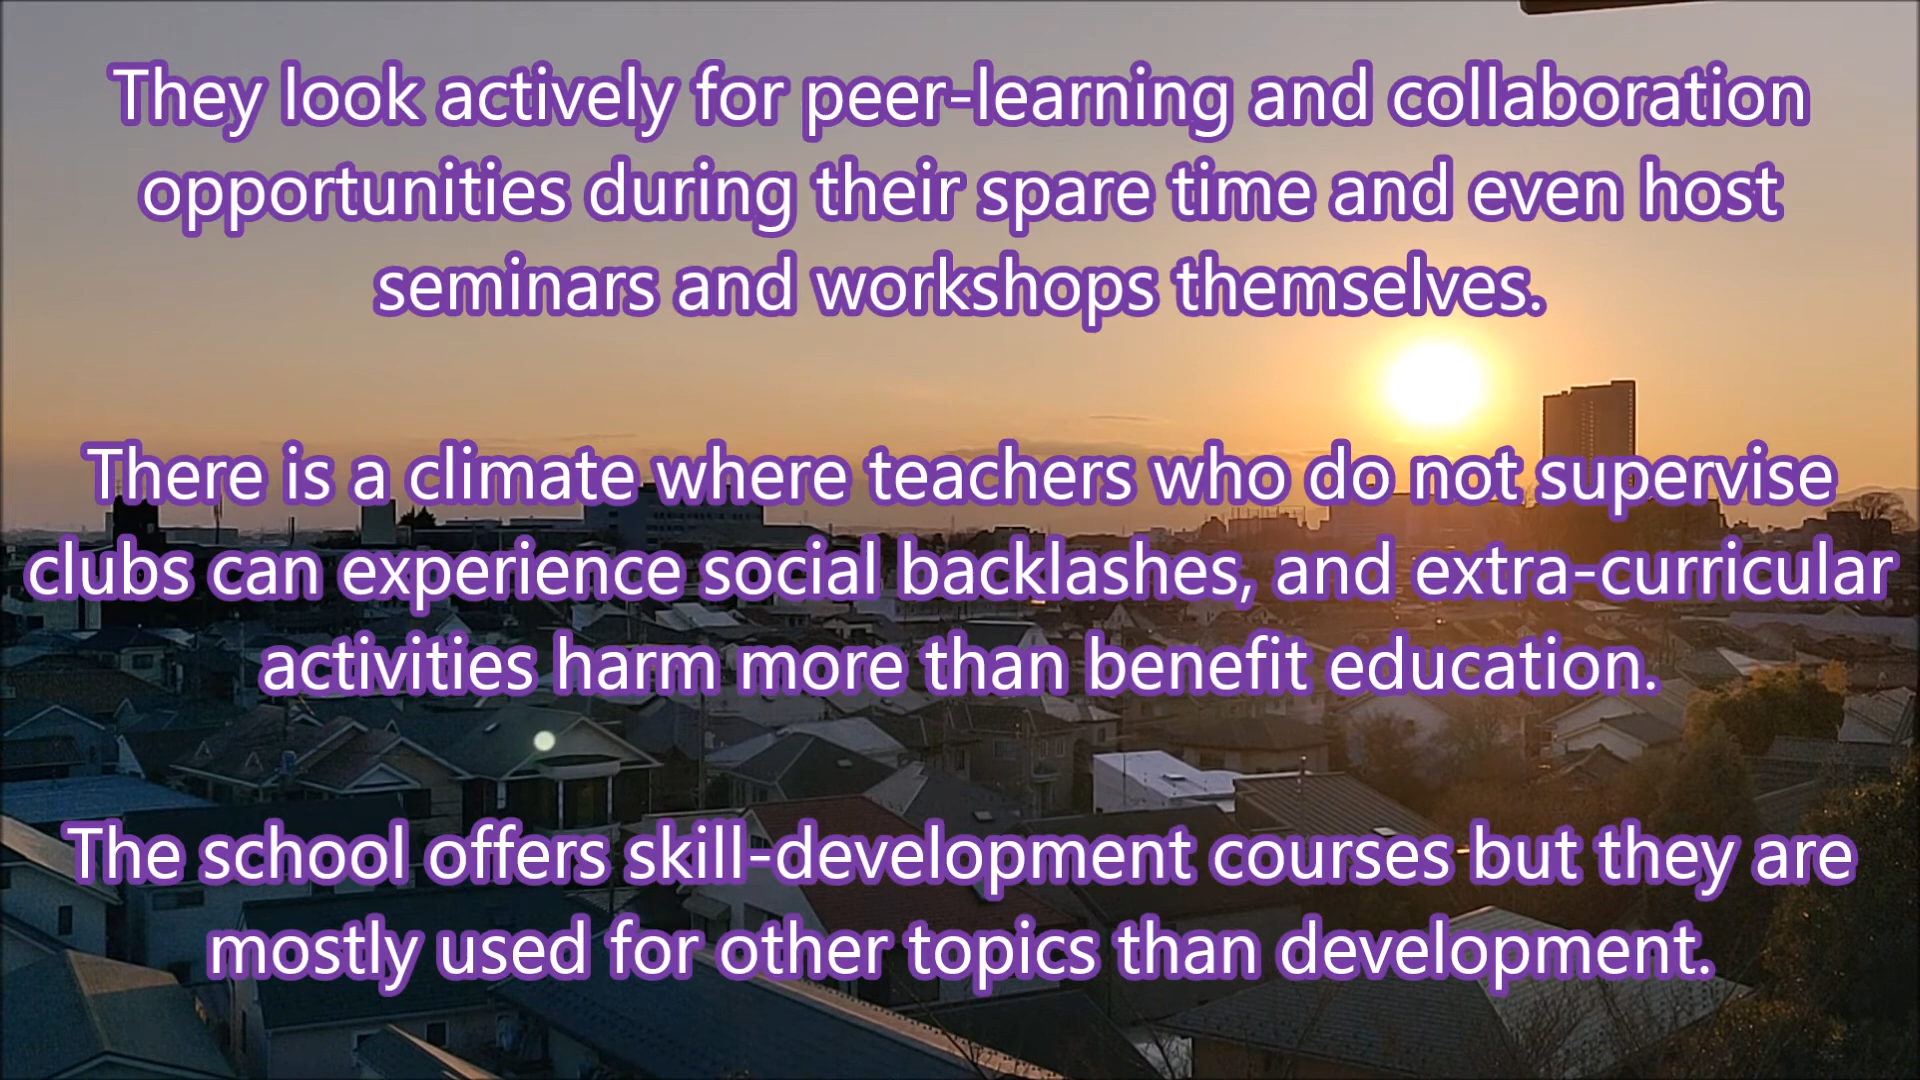 They look actively for peer-learning and collaboration
opportunities during their spare time and even host
seminars and workshops themselves.
There is a climate where teachers who do not supervise
clubs can experience social backlashes, and extra-curricular
activities harm more than benefit education.
The school offers skill-development courses but they are
mostly used for other topics than development.